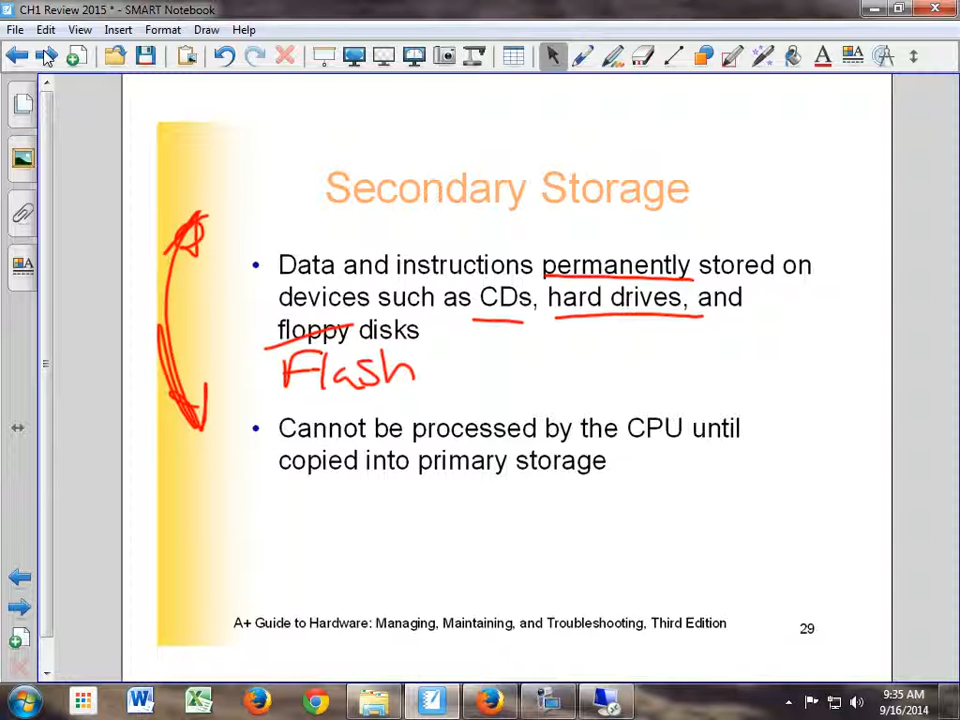 CH1 Review 2015 * - SMART Notebook
File Edit View Insert Format Draw Help
Secondary Storage
• Data and instructions permanently stored on
devices such as CDs, hard drives, and
floppy disks
Flash
• Cannot be processed by the CPU until
copied into primary storage
A+ Guide to Hardware: Managing, Maintaining, and Troubleshooting, Third Edition
29
9:35 AM
9/16/2014